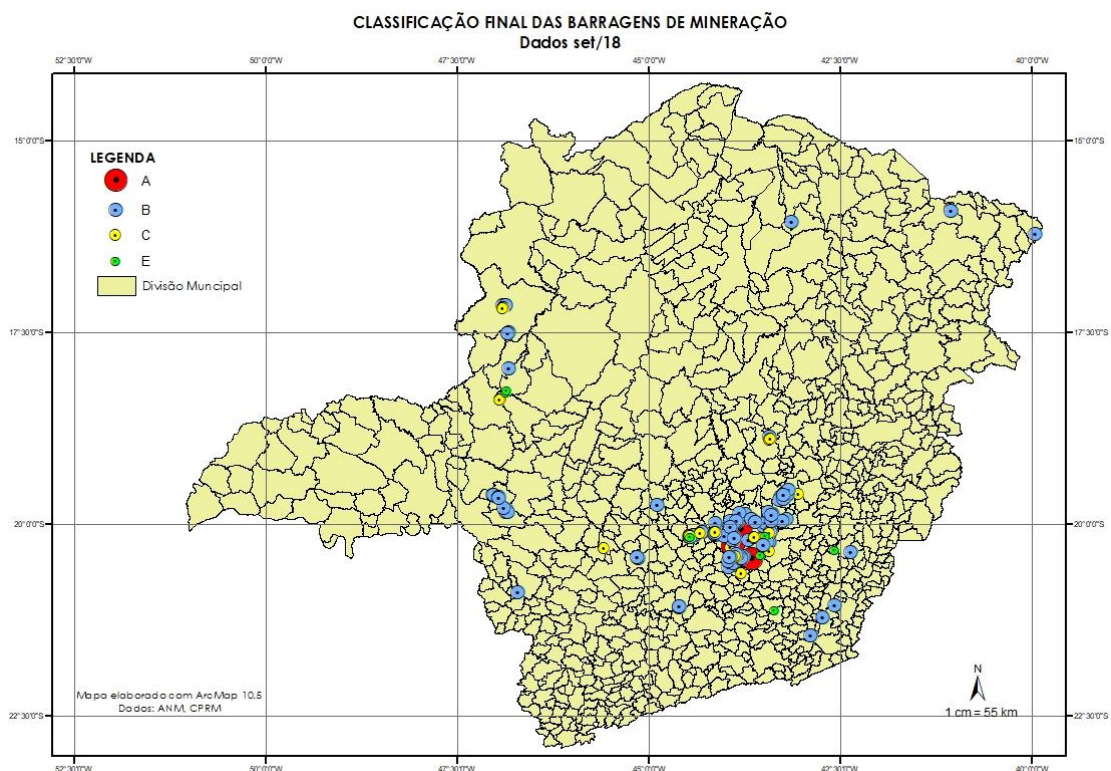 CLASSIFICAÇÃO FINAL DAS BARRAGENS DE MINERAÇÃO
Dados set/18
52°30'0"W 50°0'0"W 47°30'0"W 45°0'0"W 42°30'0"W 40°0'0"W
15°0'0"S 15°0'0"S
LEGENDA
A
B
C
E
Divisão Muncipal
17°30'0"S 17°30'0"S
20°0'0"S 20°0'0"S
N
Mapa elaborado com ArcMap 10.5
Dados: ANM, CPRM
1 cm = 55 km
22°30'0"S 22°30'0"S
52°30'0"W 50°0'0"W 47°30'0"W 45°0'0"W 42°30'0"W 40°0'0"W